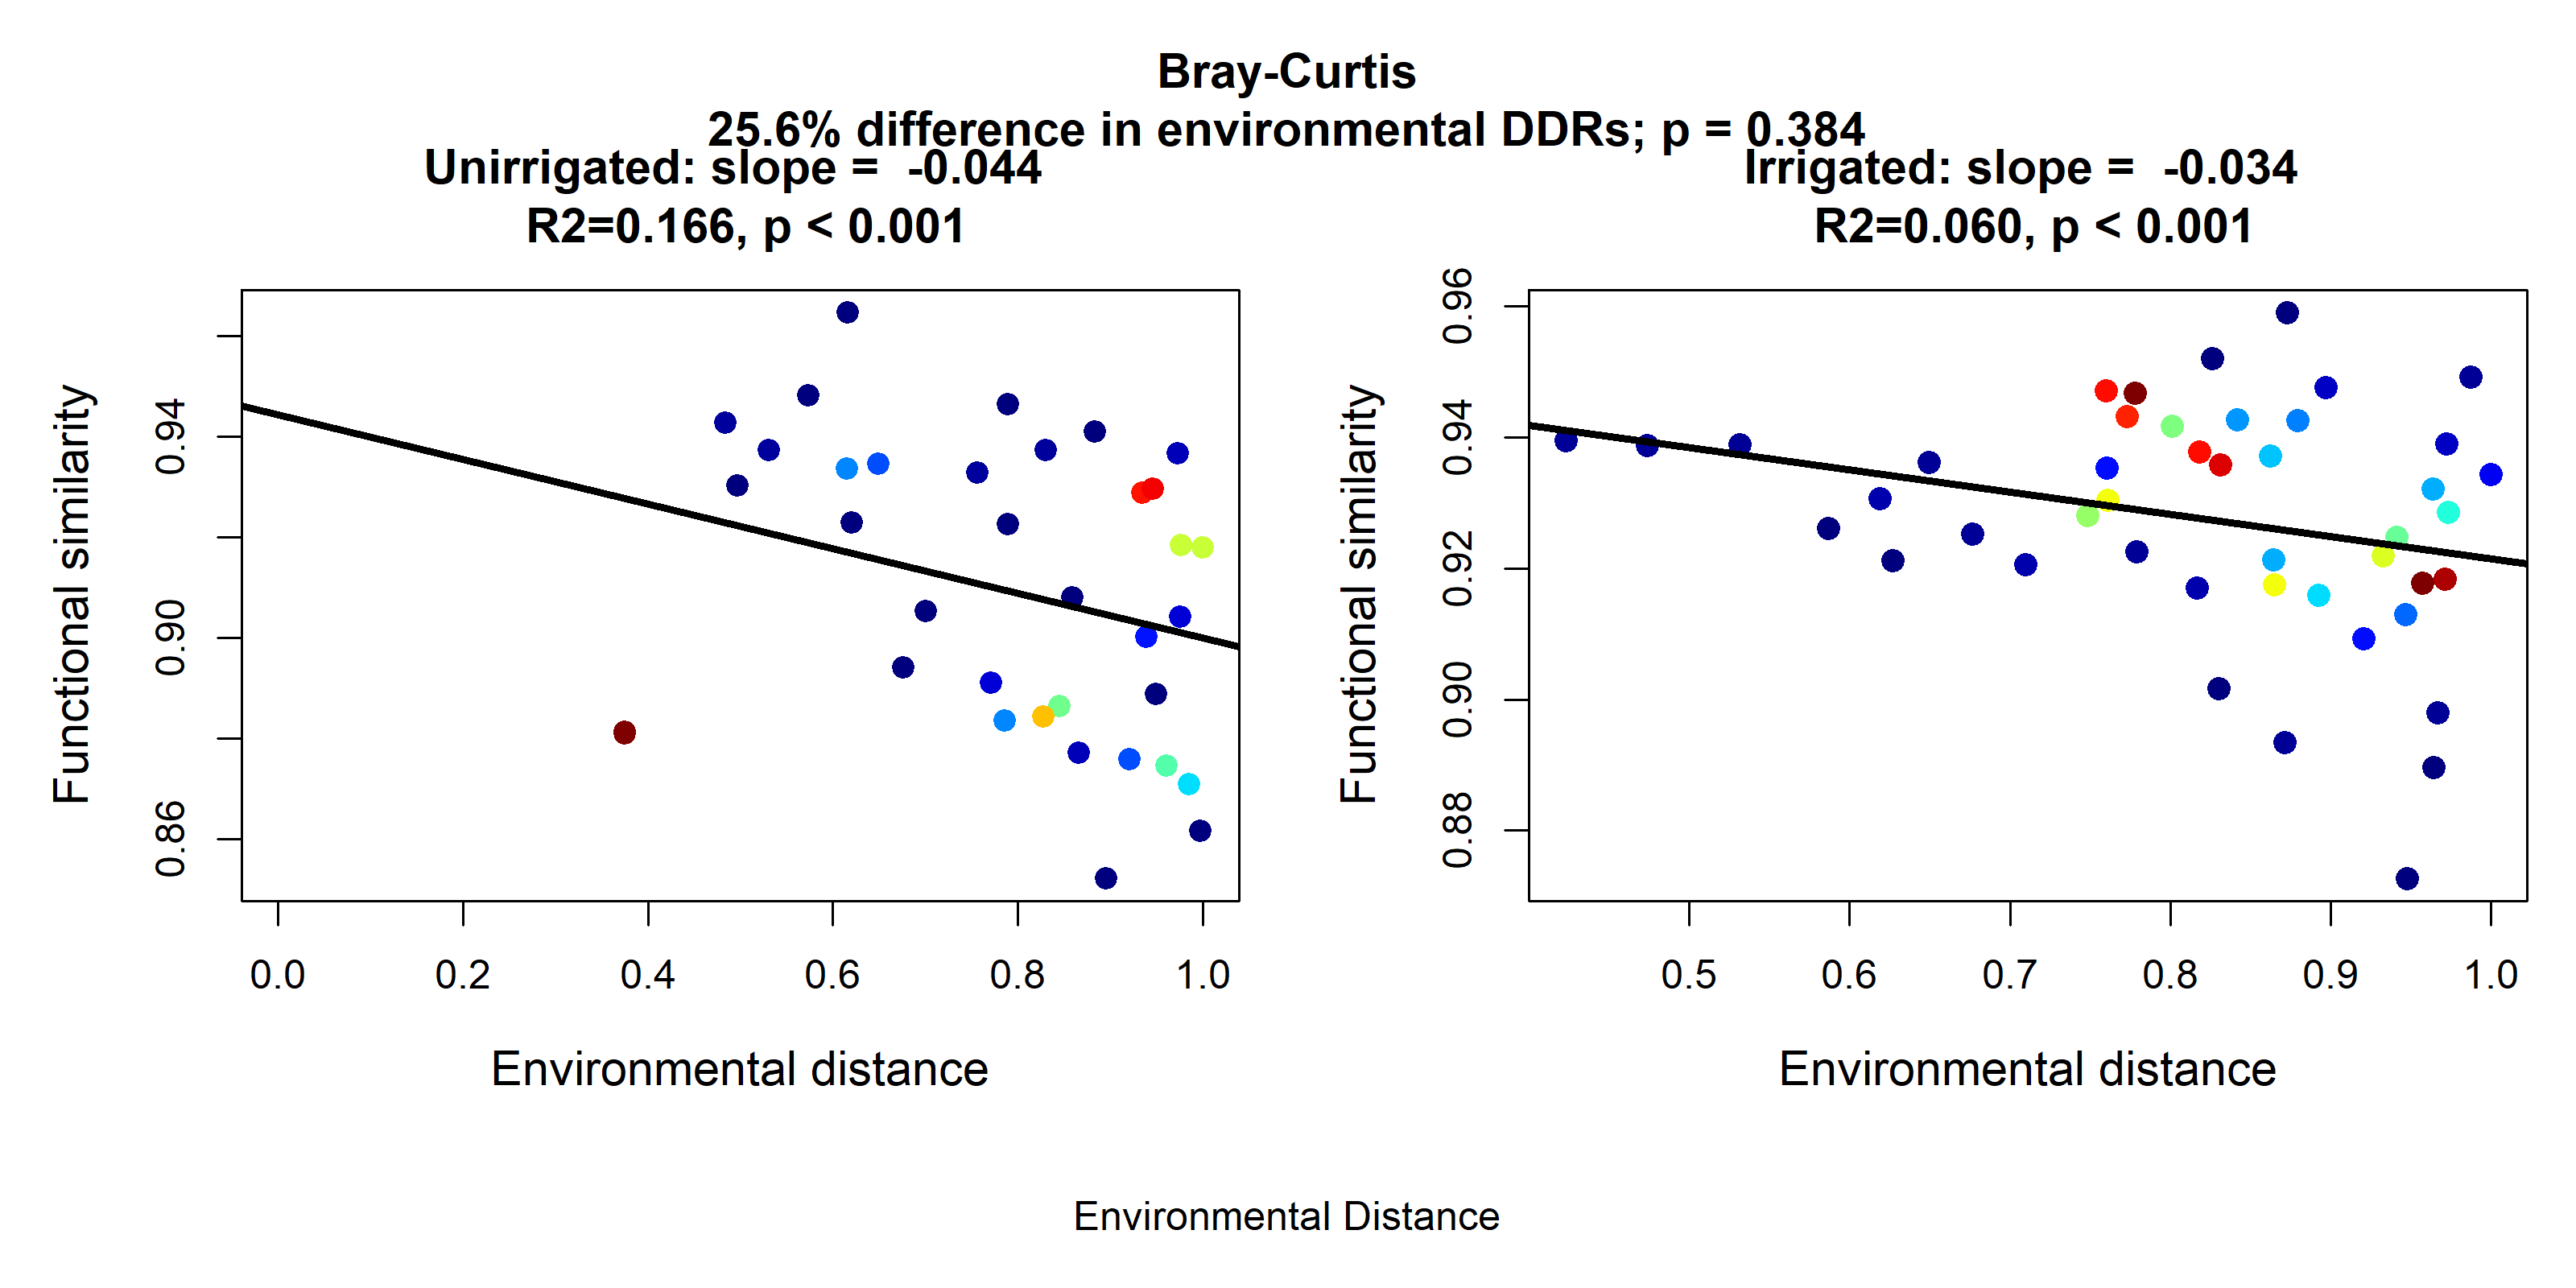 Bray-Curtis
25.6% difference in environmental DDRs; p = 0.384
Unirrigated: slope =  -0.044
R2=0.166, p < 0.001
Functional similarity
0.94
0.90
0.86
0.0 0.2 0.4 0.6 0.8 1.0
Environmental distance
Irrigated: slope =  -0.034
R2=0.060, p < 0.001
Functional similarity
0.96
0.94
0.92
0.90
0.88
0.5 0.6 0.7 0.8 0.9 1.0
Environmental distance
Environmental Distance